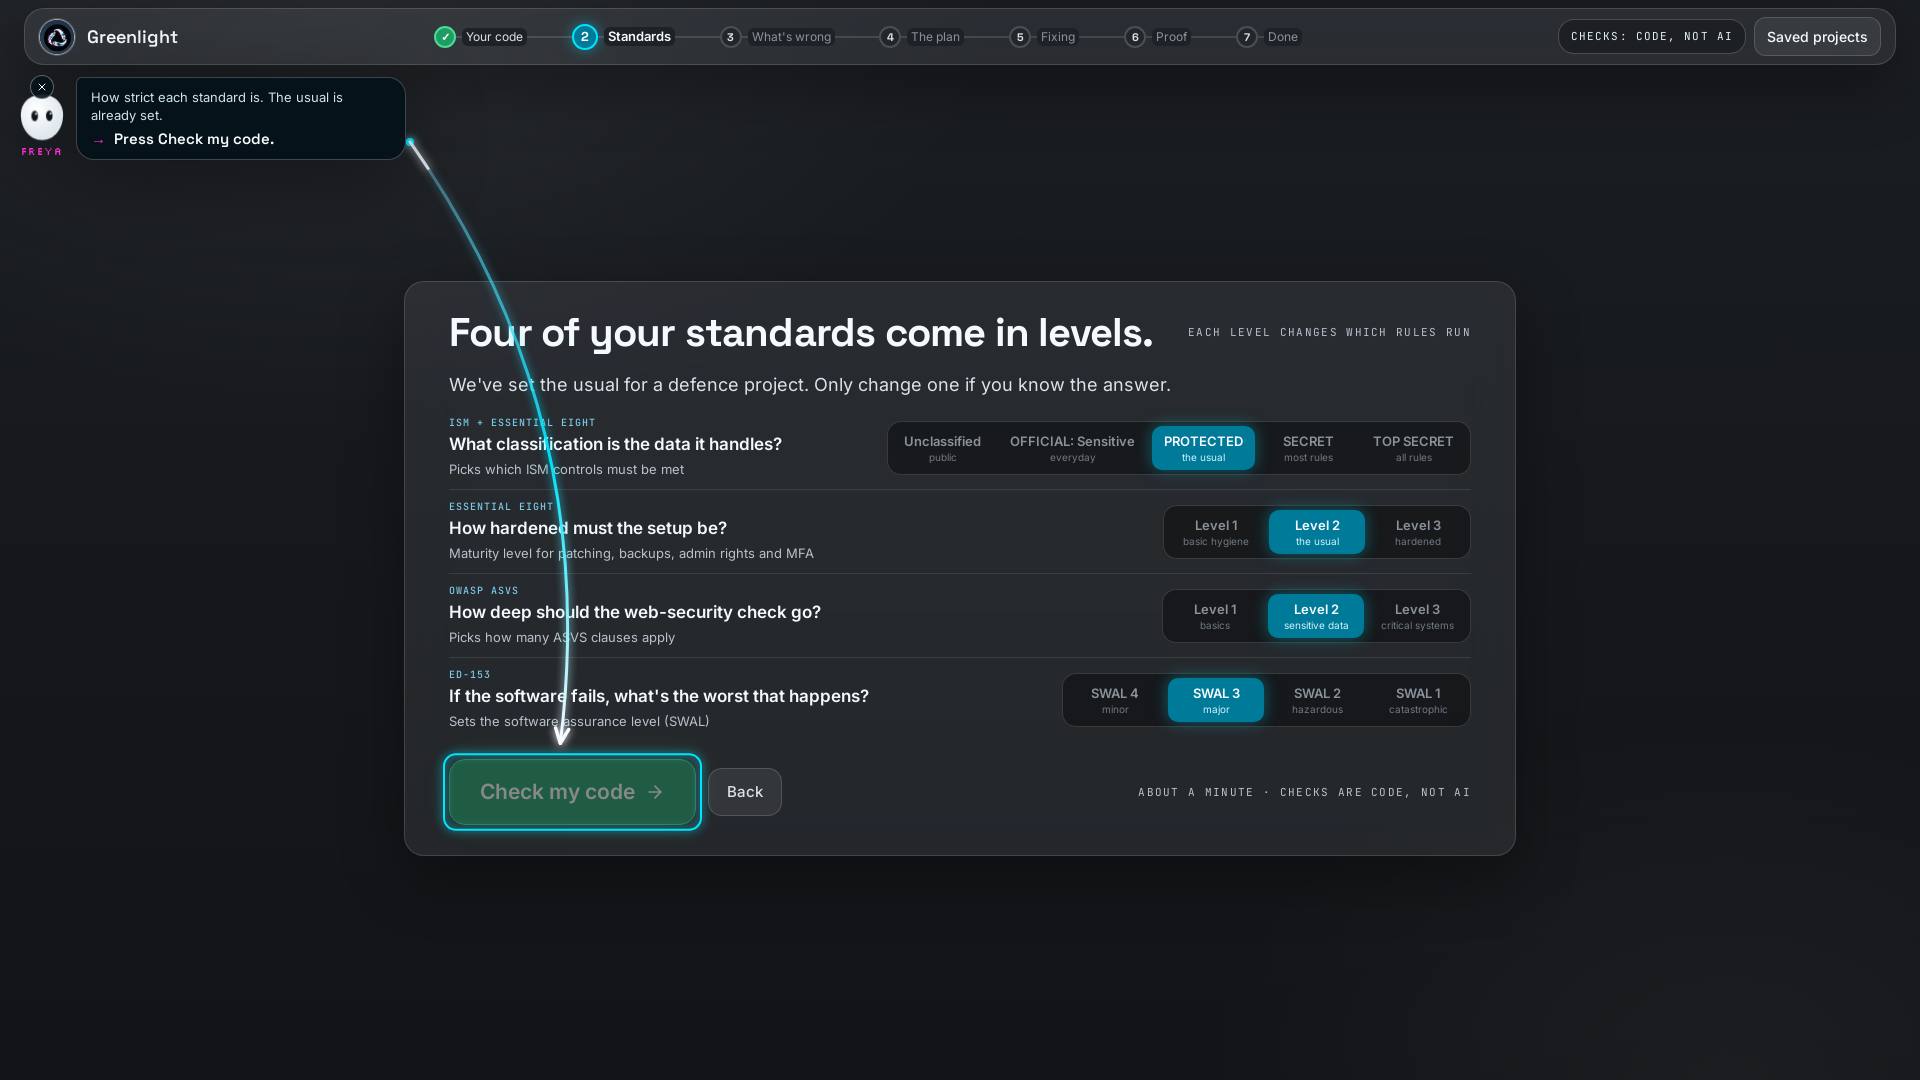 Greenlight
✓ Your code
2 Standards
3 What's wrong
4 The plan
5 Fixing
6 Proof
7 Done
CHECKS: CODE, NOT AI
Saved projects
How strict each standard is. The usual is
already set.
→ Press Check my code.
FREYA
Four of your standards come in levels.
EACH LEVEL CHANGES WHICH RULES RUN
We've set the usual for a defence project. Only change one if you know the answer.
ISM + ESSENTIAL EIGHT
What classification is the data it handles?
Picks which ISM controls must be met
Unclassified
public
OFFICIAL: Sensitive
everyday
PROTECTED
the usual
SECRET
most rules
TOP SECRET
all rules
ESSENTIAL EIGHT
How hardened must the setup be?
Maturity level for patching, backups, admin rights and MFA
Level 1
basic hygiene
Level 2
the usual
Level 3
hardened
OWASP ASVS
How deep should the web-security check go?
Picks how many ASVS clauses apply
Level 1
basics
Level 2
sensitive data
Level 3
critical systems
ED-153
If the software fails, what's the worst that happens?
Sets the software assurance level (SWAL)
SWAL 4
minor
SWAL 3
major
SWAL 2
hazardous
SWAL 1
catastrophic
Check my code →
Back
ABOUT A MINUTE · CHECKS ARE CODE, NOT AI